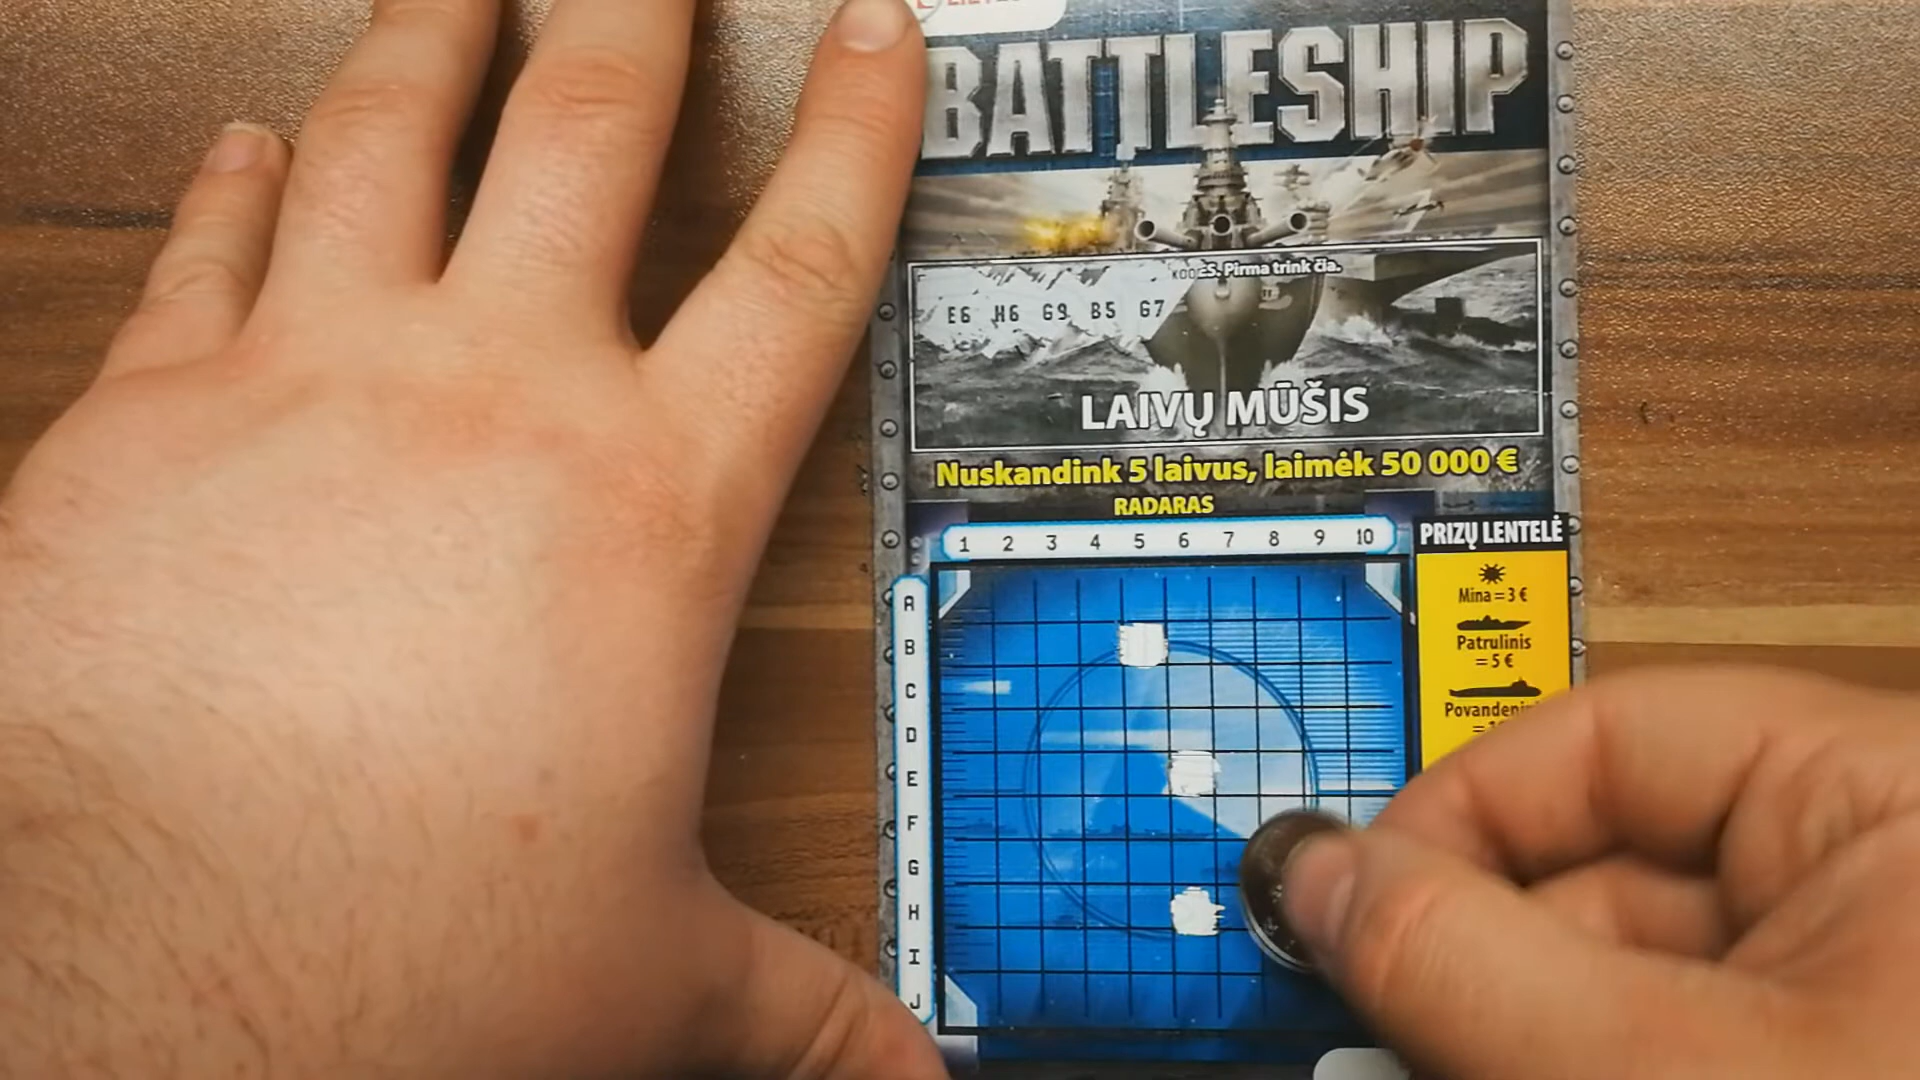 BATTLESHIP
Pirma trink čia.
E6 H6 G9 B5 G7
LAIVŲ MŪŠIS
Nuskandink 5 laivus, laimėk 50 000 €
RADARAS
1 2 3 4 5 6 7 8 9 10
A
B
C
D
E
F
G
H
I
J
PRIZŲ LENTELĖ
Mina = 3 €
Patrulinis
= 5 €